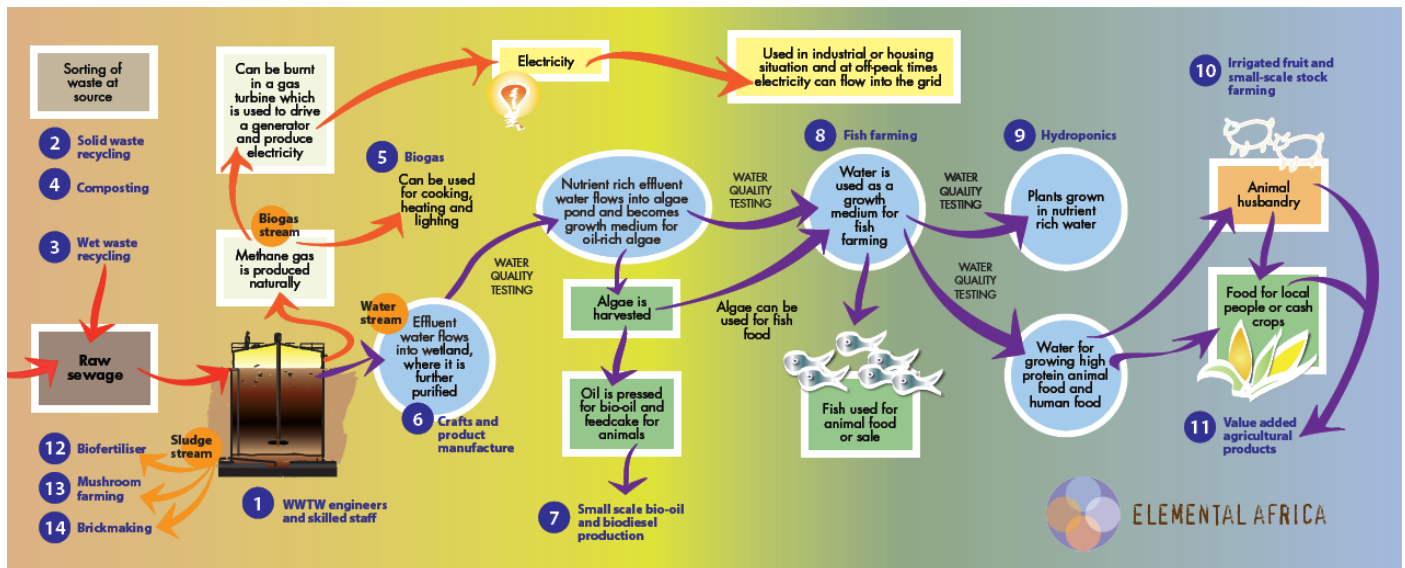 Sorting of
waste at
source
2 Solid waste
recycling
4 Composting
3 Wet waste
recycling
Raw
sewage
12 Biofertiliser
13 Mushroom
farming
14 Brickmaking
Sludge
stream
1 WWTW engineers
and skilled staff
Can be burnt
in a gas
turbine which
is used to drive
a generator
and produce
electricity
Biogas
stream
Methane gas
is produced
naturally
5 Biogas
Can be used
for cooking,
heating and
lighting
Electricity
Used in industrial or housing
situation and at off-peak times
electricity can flow into the grid
Water
stream
Effluent
water flows
into wetland,
where it is
further
purified
6 Crafts and
product
manufacture
WATER
QUALITY
TESTING
Nutrient rich effluent
water flows into algae
pond and becomes
growth medium for
oil-rich algae
Algae is
harvested
Oil is pressed
for bio-oil and
feedcake for
animals
7 Small scale bio-oil
and biodiesel
production
WATER
QUALITY
TESTING
Algae can be
used for fish
food
8 Fish farming
Water is
used as a
growth
medium for
fish
farming
Fish used for
animal food
or sale
WATER
QUALITY
TESTING
9 Hydroponics
Plants grown
in nutrient
rich water
WATER
QUALITY
TESTING
Water for
growing high
protein animal
food and
human food
10 Irrigated fruit and
small-scale stock
farming
Animal
husbandry
Food for local
people or cash
crops
11 Value added
agricultural
products
ELEMENTAL AFRICA